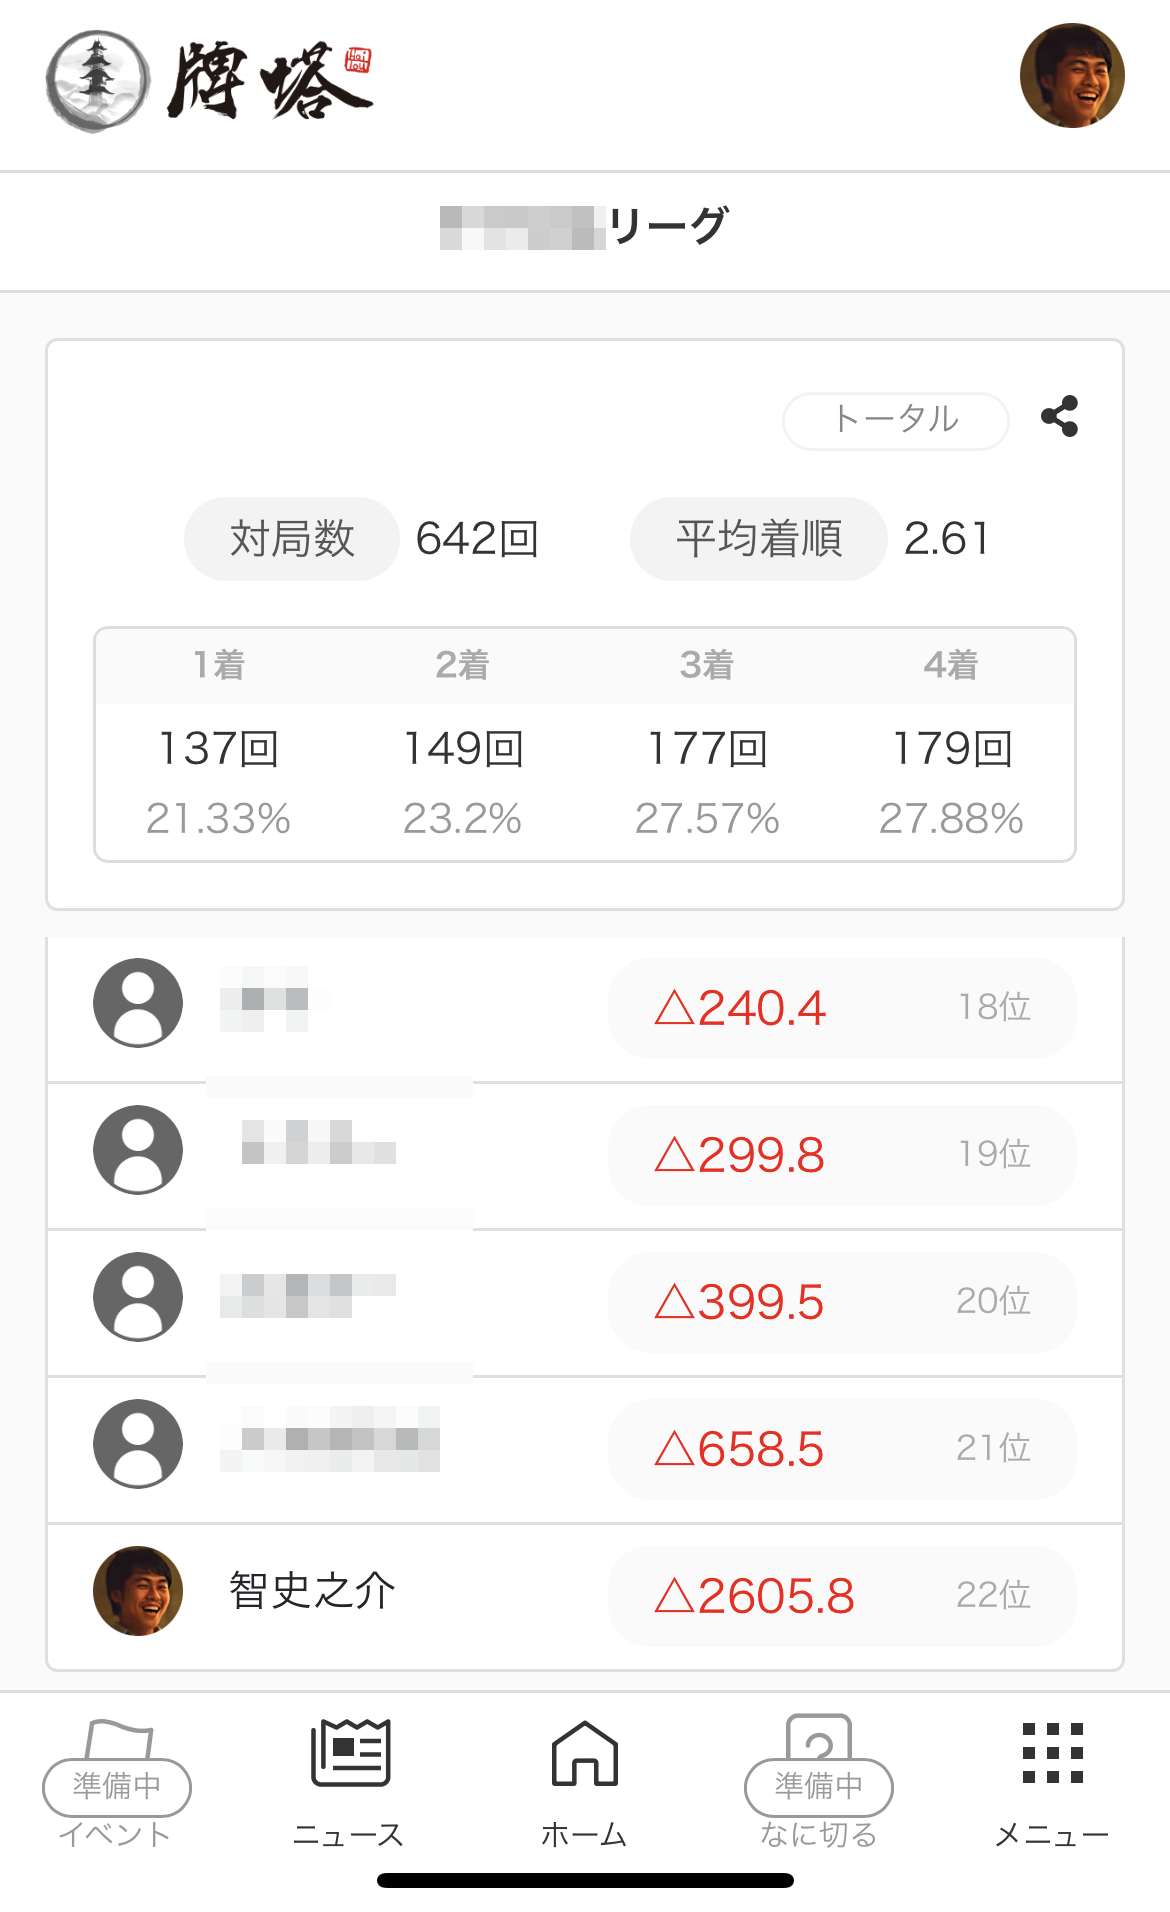 牌塔
Hai
tou
リーグ
トータル
対局数 642回 平均着順 2.61
1着 2着 3着 4着
137回 149回 177回 179回
21.33% 23.2% 27.57% 27.88%
△240.4 18位
△299.8 19位
△399.5 20位
△658.5 21位
智史之介 △2605.8 22位
準備中 準備中
イベント ニュース ホーム なに切る メニュー